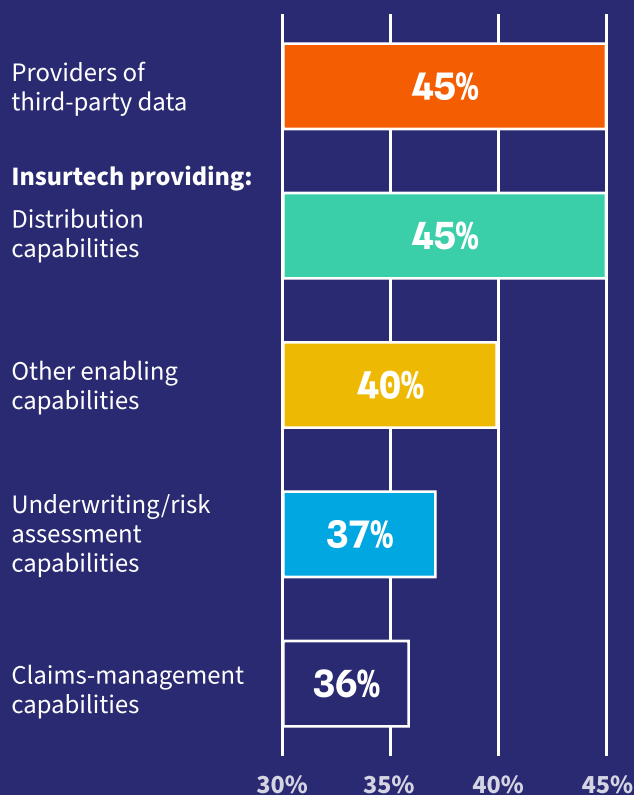 Providers of
third-party data
45%
Insurtech providing:
Distribution
capabilities
45%
Other enabling
capabilities
40%
Underwriting/risk
assessment
capabilities
37%
Claims-management
capabilities
36%
30% 35% 40% 45%